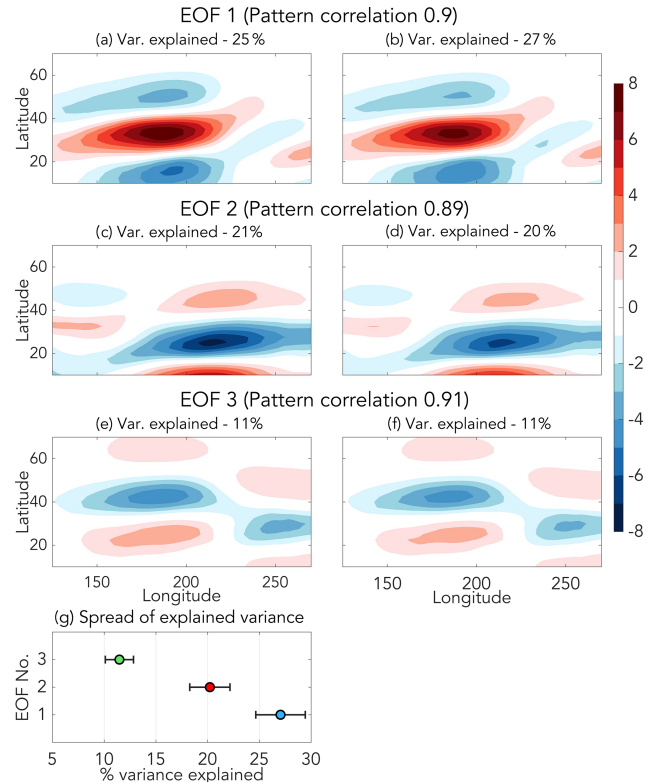 EOF 1 (Pattern correlation 0.9)
(a) Var. explained - 25%
(b) Var. explained - 27%
Latitude
60
40
20
8
6
4
2
0
-2
-4
-6
-8
EOF 2 (Pattern correlation 0.89)
(c) Var. explained - 21%
(d) Var. explained - 20%
Latitude
60
40
20
EOF 3 (Pattern correlation 0.91)
(e) Var. explained - 11%
(f) Var. explained - 11%
Latitude
60
40
20
150 200 250
150 200 250
Longitude
Longitude
(g) Spread of explained variance
EOF No.
3
2
1
5 10 15 20 25 30
% variance explained